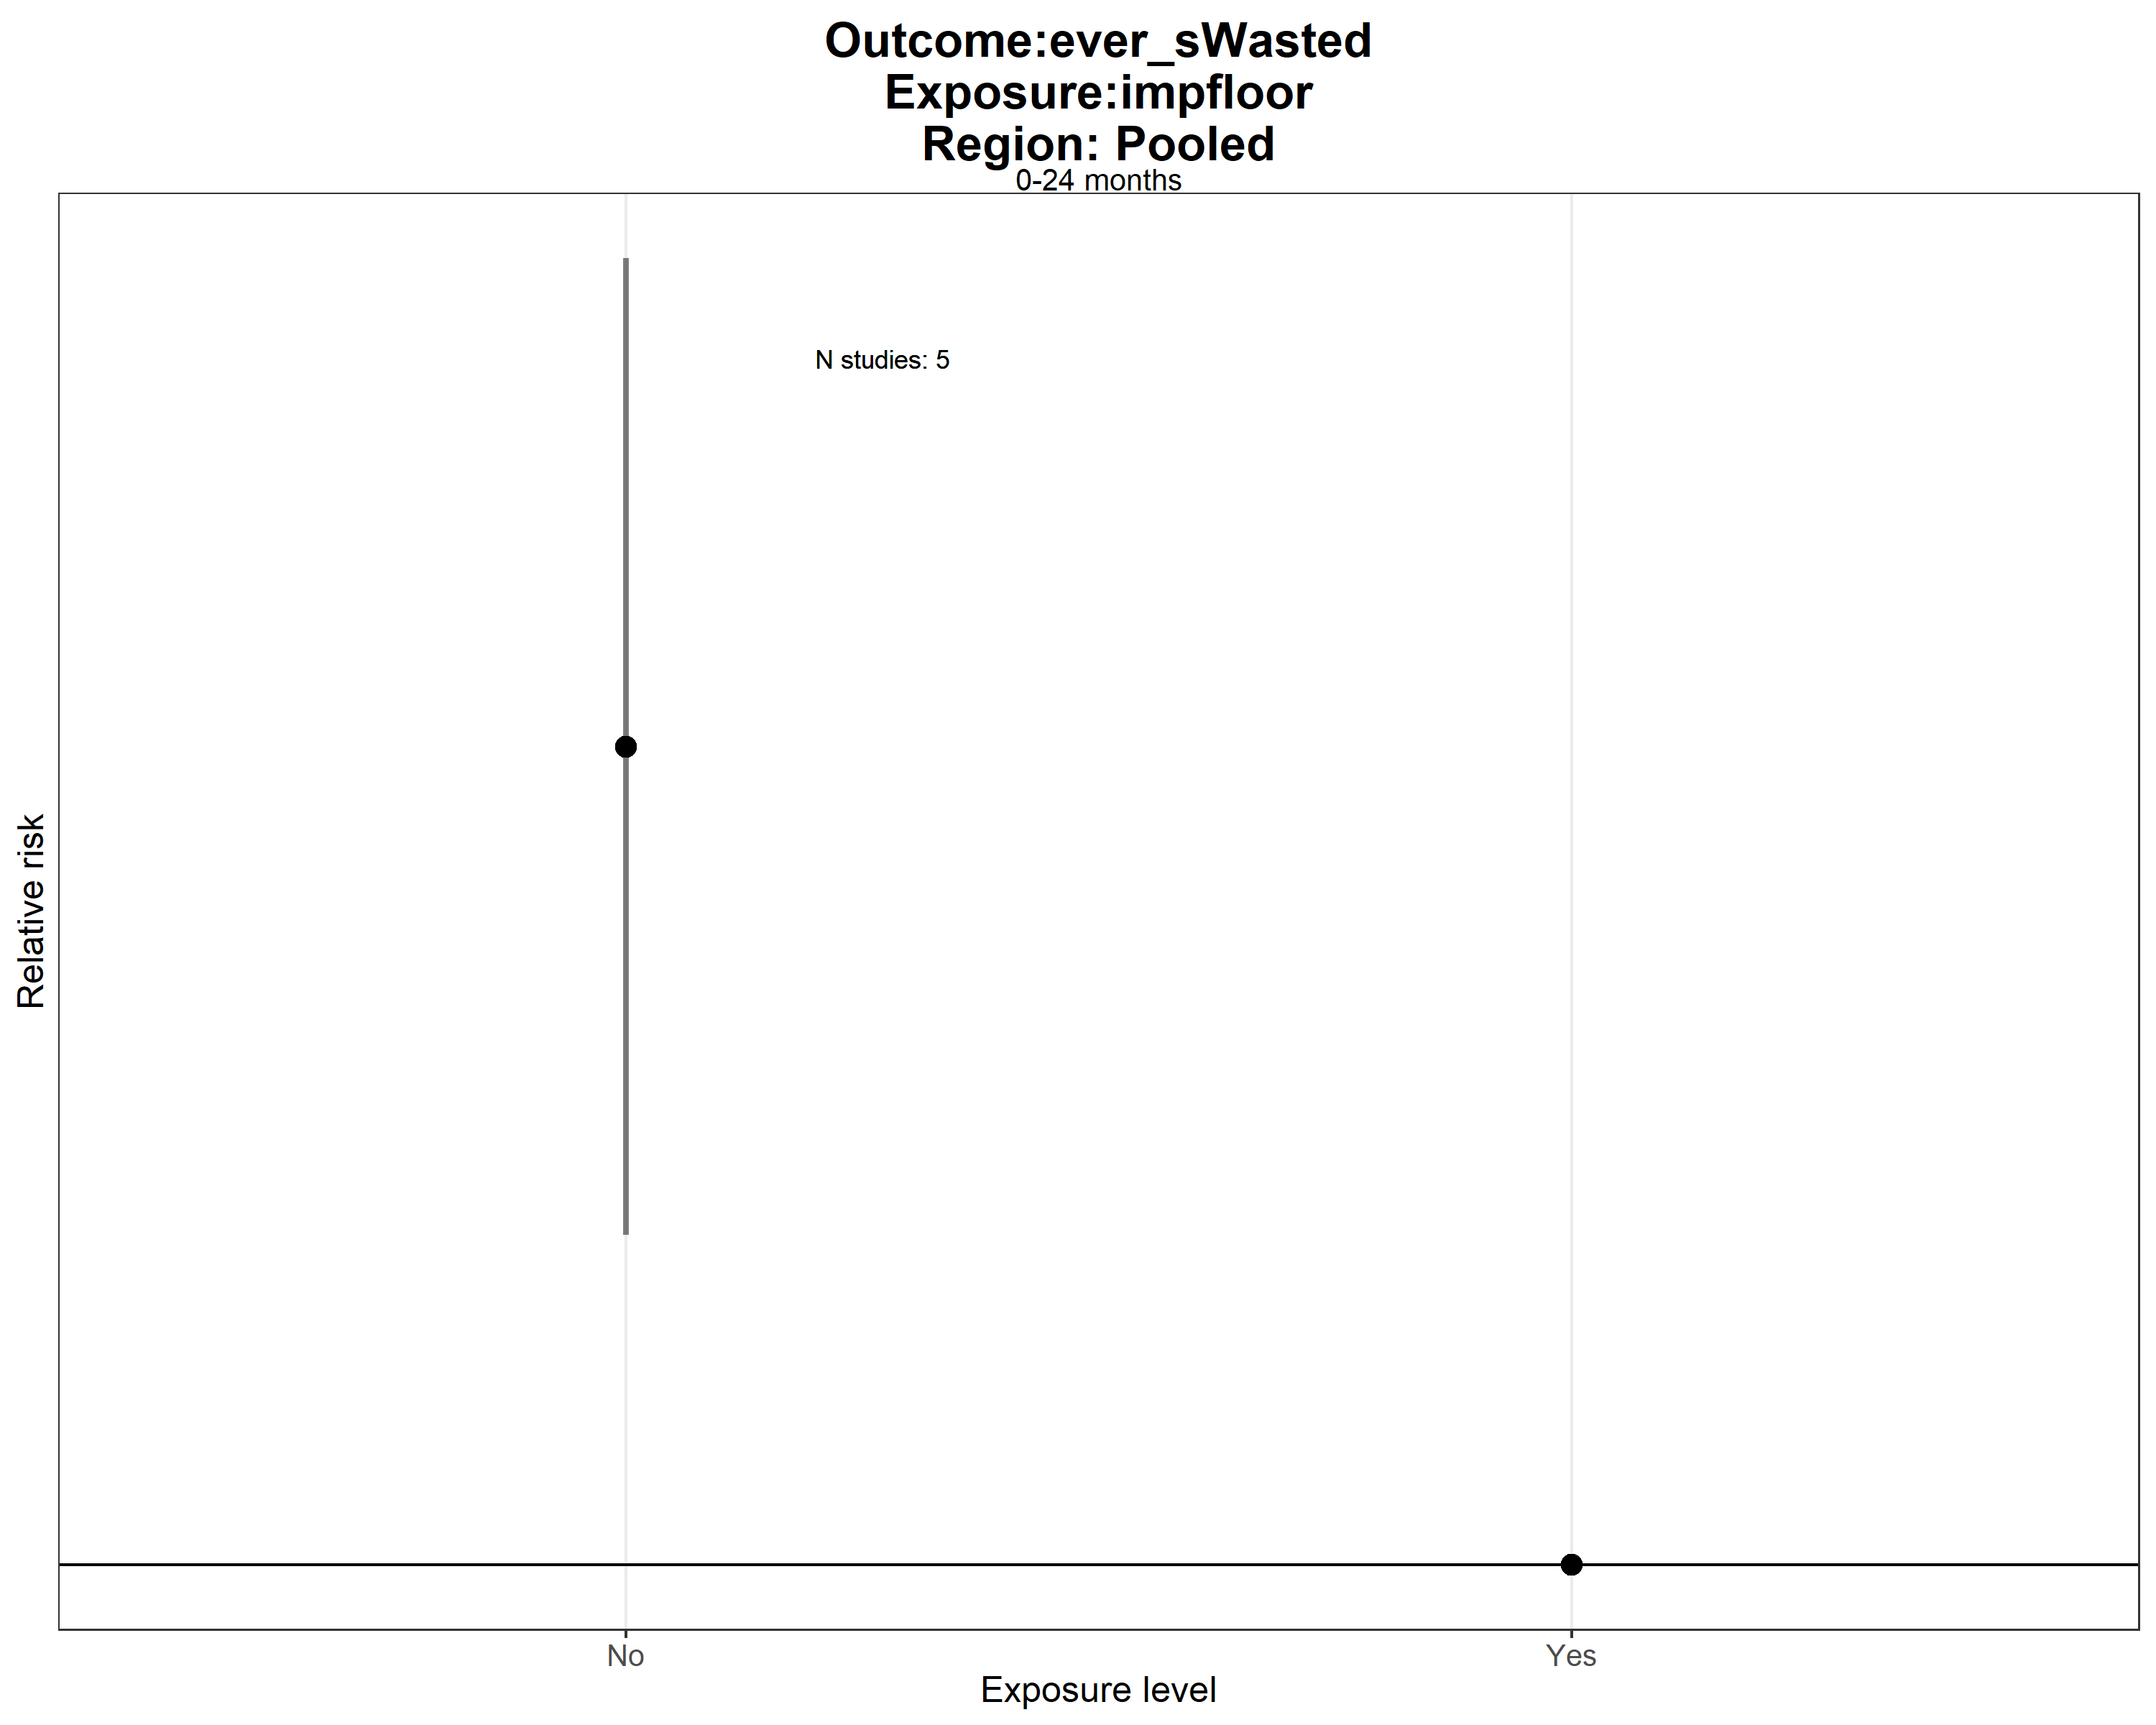 Outcome:ever_sWasted
Exposure:impfloor
Region: Pooled
0-24 months
N studies: 5
Relative risk
No
Yes
Exposure level